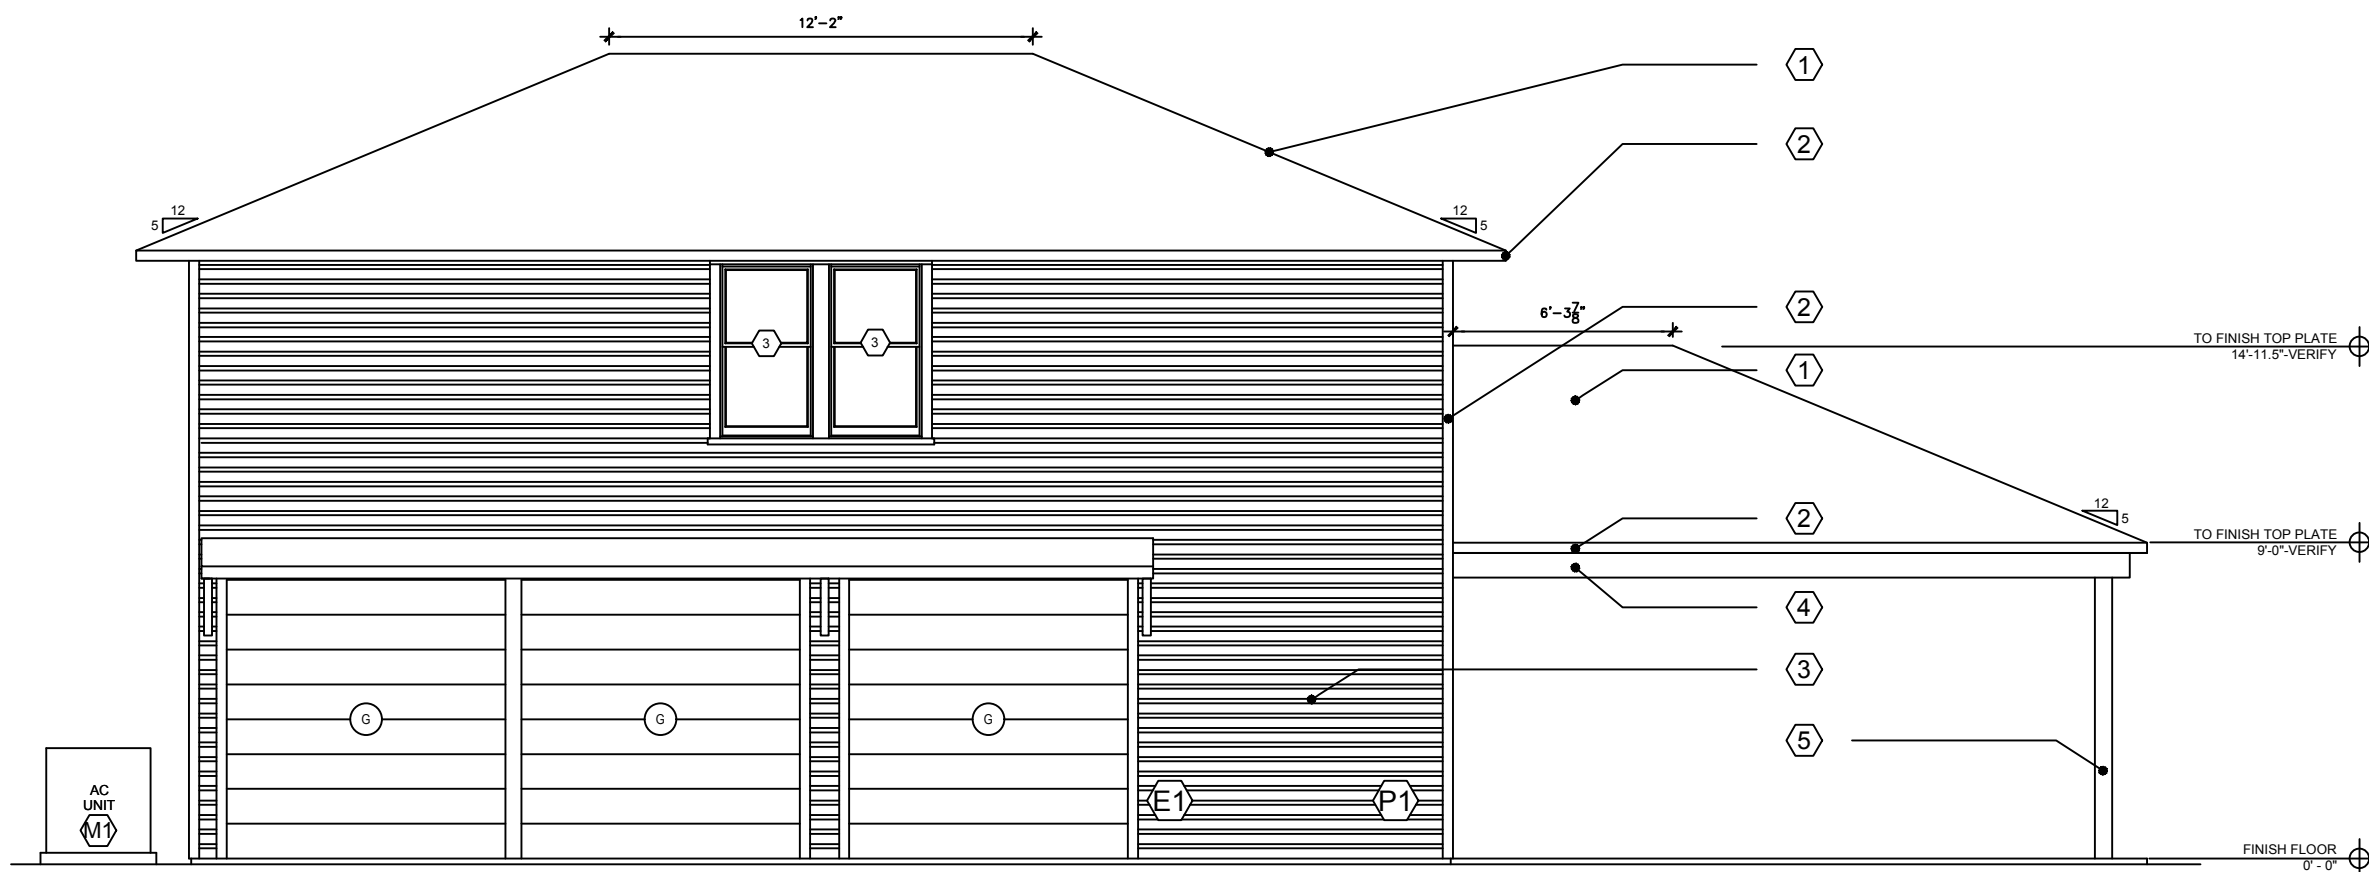 12'-2"
1
2
12
5
12
5
2
6'-3 7/8"
3
3
TO FINISH TOP PLATE
14'-11.5"-VERIFY
1
12
5
2
TO FINISH TOP PLATE
9'-0"-VERIFY
4
3
G
G
G
5
AC
UNIT
M1
E1
P1
FINISH FLOOR
0' - 0"